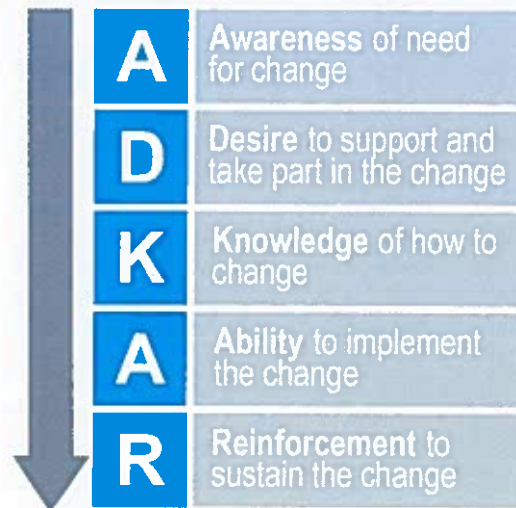 A
Awareness of need
for change
D
Desire to support and
take part in the change
K
Knowledge of how to
change
A
Ability to implement
the change
R
Reinforcement to
sustain the change